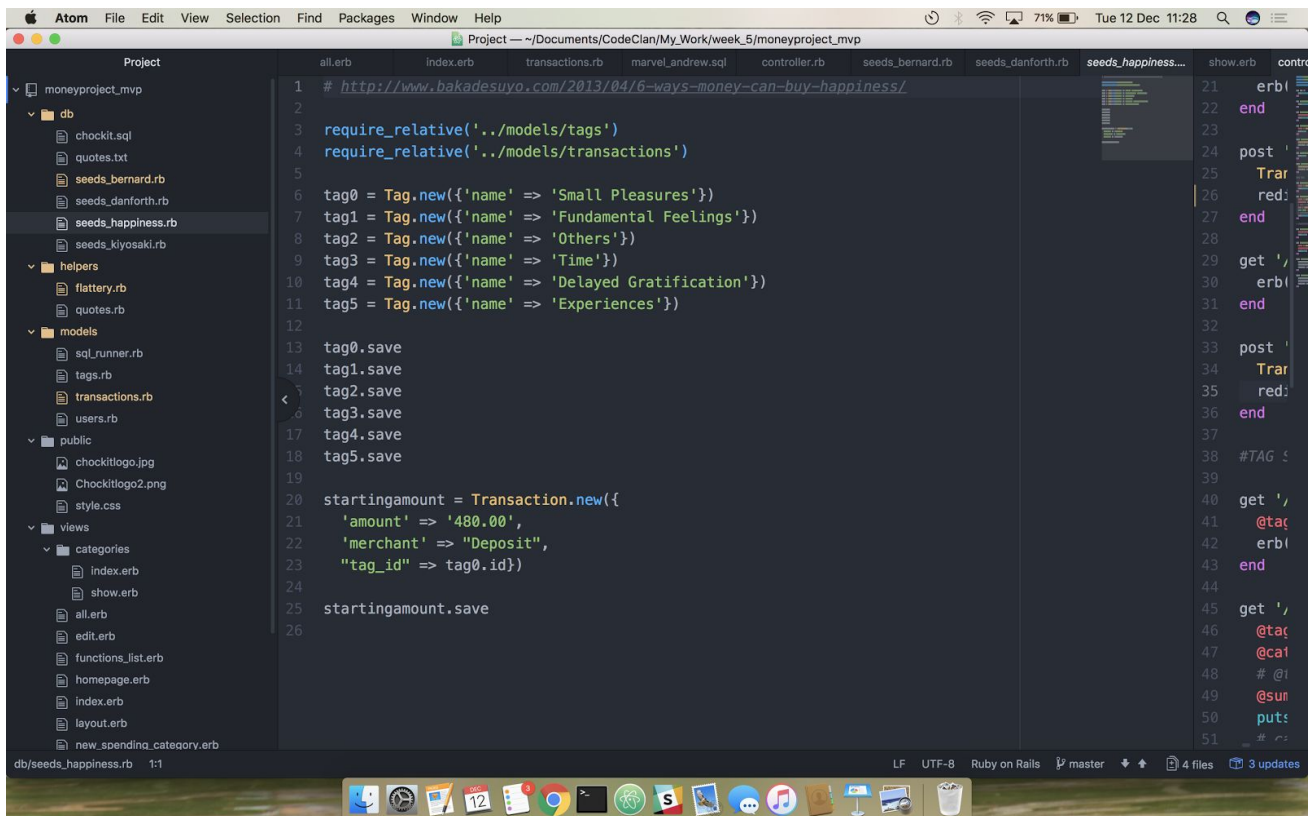 Atom File Edit View Selection Find Packages Window Help 71% Tue 12 Dec 11:28
Project — ~/Documents/CodeClan/My_Work/week_5/moneyproject_mvp
Project
all.erb index.erb transactions.rb marvel_andrew.sql controller.rb seeds_bernard.rb seeds_danforth.rb seeds_happiness.... show.erb contro
moneyproject_mvp
db
chockit.sql
quotes.txt
seeds_bernard.rb
seeds_danforth.rb
seeds_happiness.rb
seeds_kiyosaki.rb
helpers
flattery.rb
quotes.rb
models
sql_runner.rb
tags.rb
transactions.rb
users.rb
public
chockitlogo.jpg
Chockitlogo2.png
style.css
views
categories
index.erb
show.erb
all.erb
edit.erb
functions_list.erb
homepage.erb
index.erb
layout.erb
new_spending_category.erb
1 # http://www.bakadesuyo.com/2013/04/6-ways-money-can-buy-happiness/
2
3 require_relative('../models/tags')
4 require_relative('../models/transactions')
5
6 tag0 = Tag.new({'name' => 'Small Pleasures'})
7 tag1 = Tag.new({'name' => 'Fundamental Feelings'})
8 tag2 = Tag.new({'name' => 'Others'})
9 tag3 = Tag.new({'name' => 'Time'})
10 tag4 = Tag.new({'name' => 'Delayed Gratification'})
11 tag5 = Tag.new({'name' => 'Experiences'})
12
13 tag0.save
14 tag1.save
5 tag2.save
6 tag3.save
17 tag4.save
18 tag5.save
19
20 startingamount = Transaction.new({
21 'amount' => '480.00',
22 'merchant' => "Deposit",
23 "tag_id" => tag0.id})
24
25 startingamount.save
26
21 erb(
22 end
23
24 post '
25 Tran
26 redi
27 end
28
29 get '/
30 erb(
31 end
32
33 post '
34 Tran
35 redi
36 end
37
38 #TAG S
39
40 get '/
41 @tag
42 erb(
43 end
44
45 get '/
46 @tag
47 @cat
48 # @t
49 @sum
50 puts
51
db/seeds_happiness.rb 1:1 LF UTF-8 Ruby on Rails master 4 files 3 updates
DEC
12
3
S